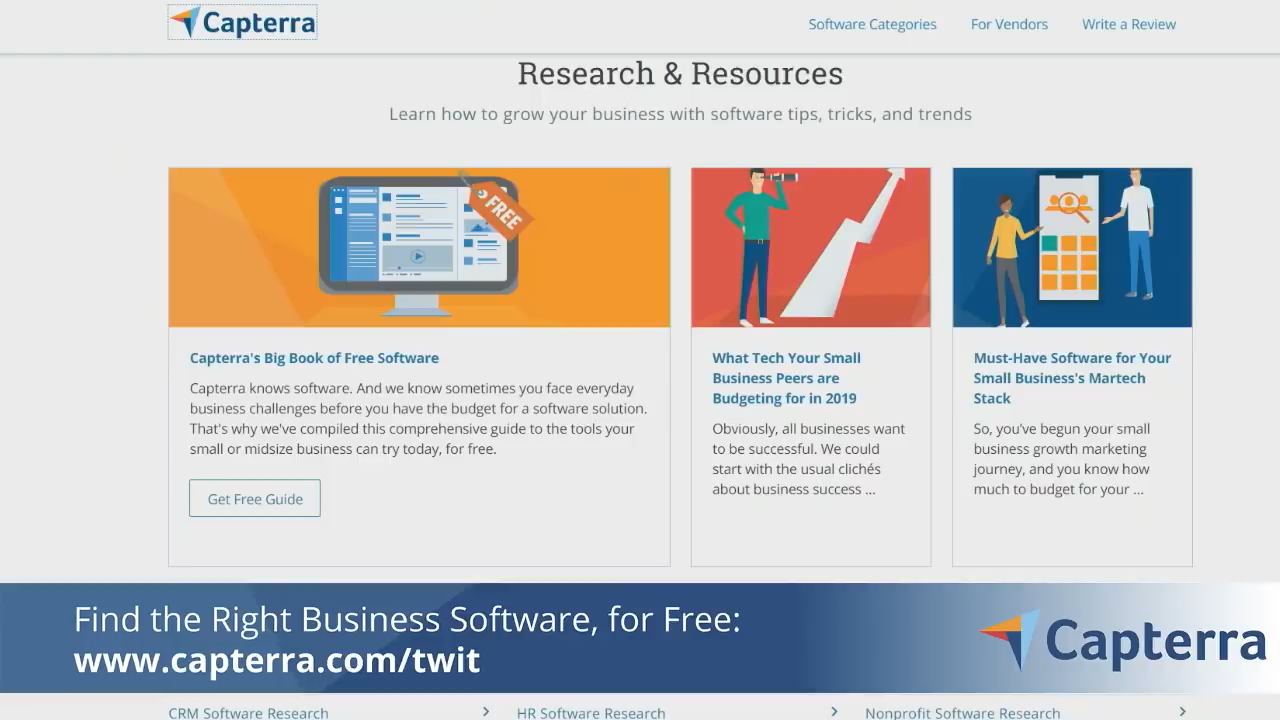 Capterra
Software Categories
For Vendors
Write a Review
Research & Resources
Learn how to grow your business with software tips, tricks, and trends
FREE
Capterra's Big Book of Free Software
Capterra knows software. And we know sometimes you face everyday
business challenges before you have the budget for a software solution.
That's why we've compiled this comprehensive guide to the tools your
small or midsize business can try today, for free.
Get Free Guide
What Tech Your Small
Business Peers are
Budgeting for in 2019
Obviously, all businesses want
to be successful. We could
start with the usual clichés
about business success ...
Must-Have Software for Your
Small Business's Martech
Stack
So, you've begun your small
business growth marketing
journey, and you know how
much to budget for your ...
Find the Right Business Software, for Free:
www.capterra.com/twit
Capterra
CRM Software Research
HR Software Research
Nonprofit Software Research